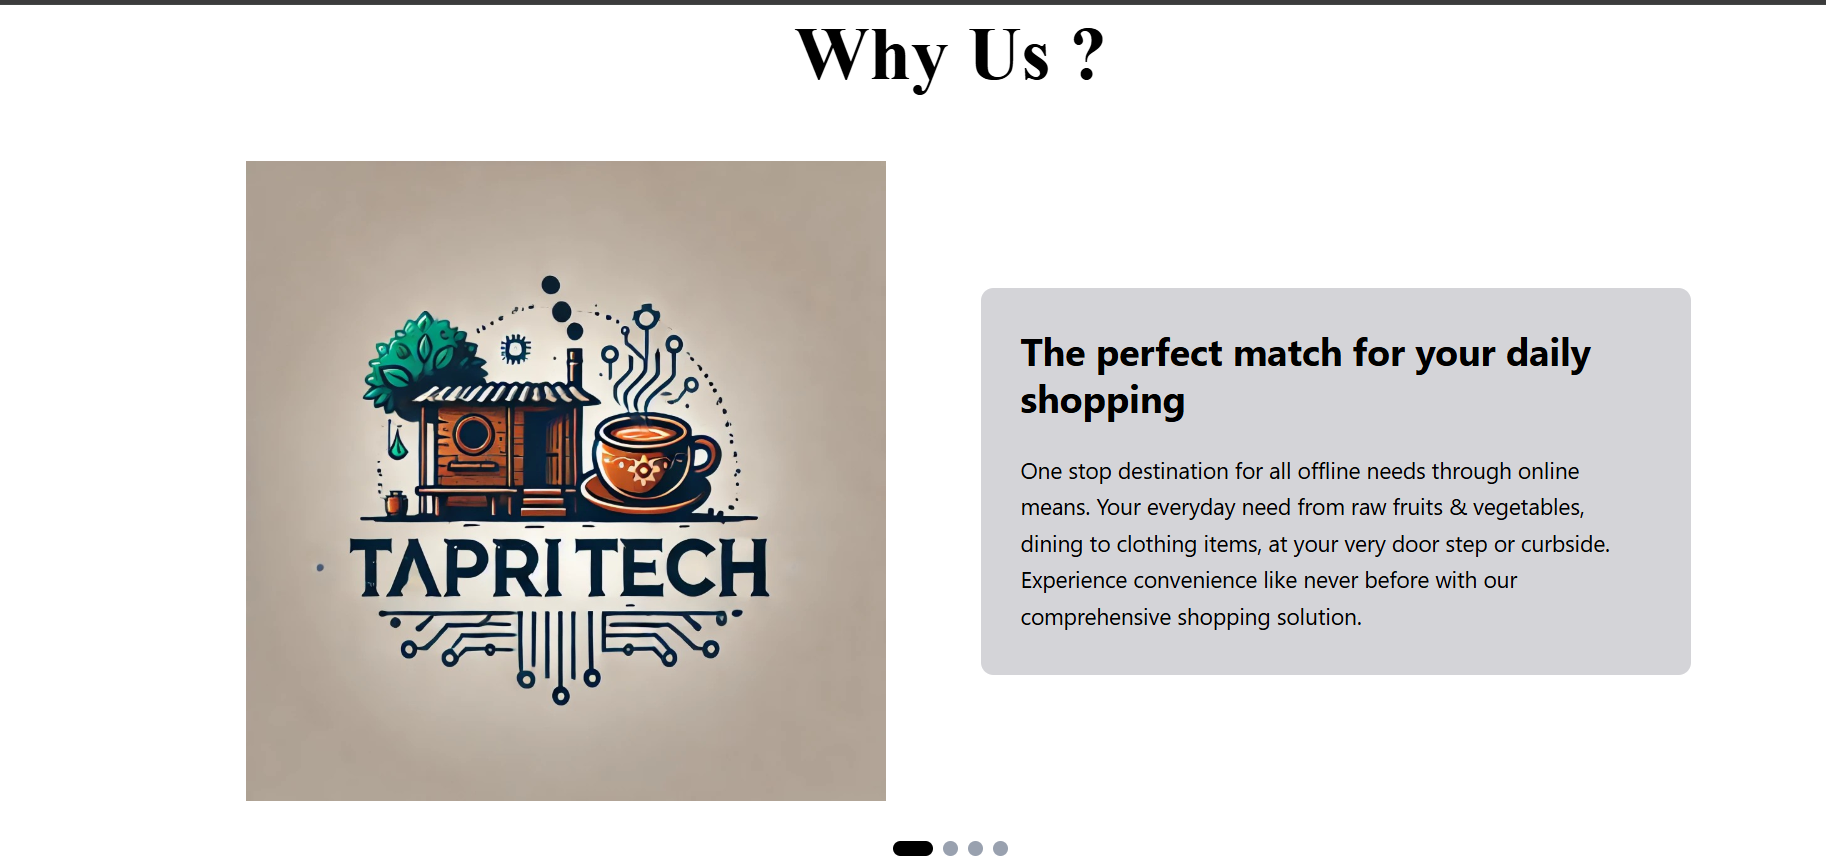 Why Us ?
TAPRI TECH
The perfect match for your daily
shopping
One stop destination for all offline needs through online
means. Your everyday need from raw fruits & vegetables,
dining to clothing items, at your very door step or curbside.
Experience convenience like never before with our
comprehensive shopping solution.